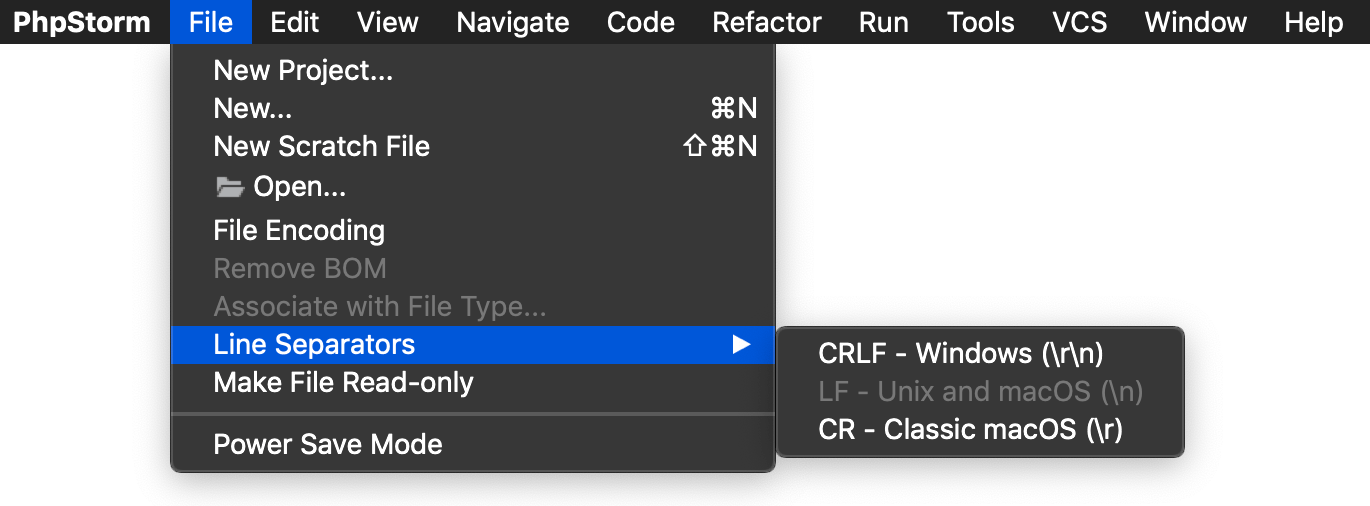 PhpStorm File Edit View Navigate Code Refactor Run Tools VCS Window Help
New Project...
New... ⌘N
New Scratch File ⇧⌘N
Open...
File Encoding
Remove BOM
Associate with File Type...
Line Separators ▶
Make File Read-only
Power Save Mode
CRLF - Windows (\r\n)
LF - Unix and macOS (\n)
CR - Classic macOS (\r)